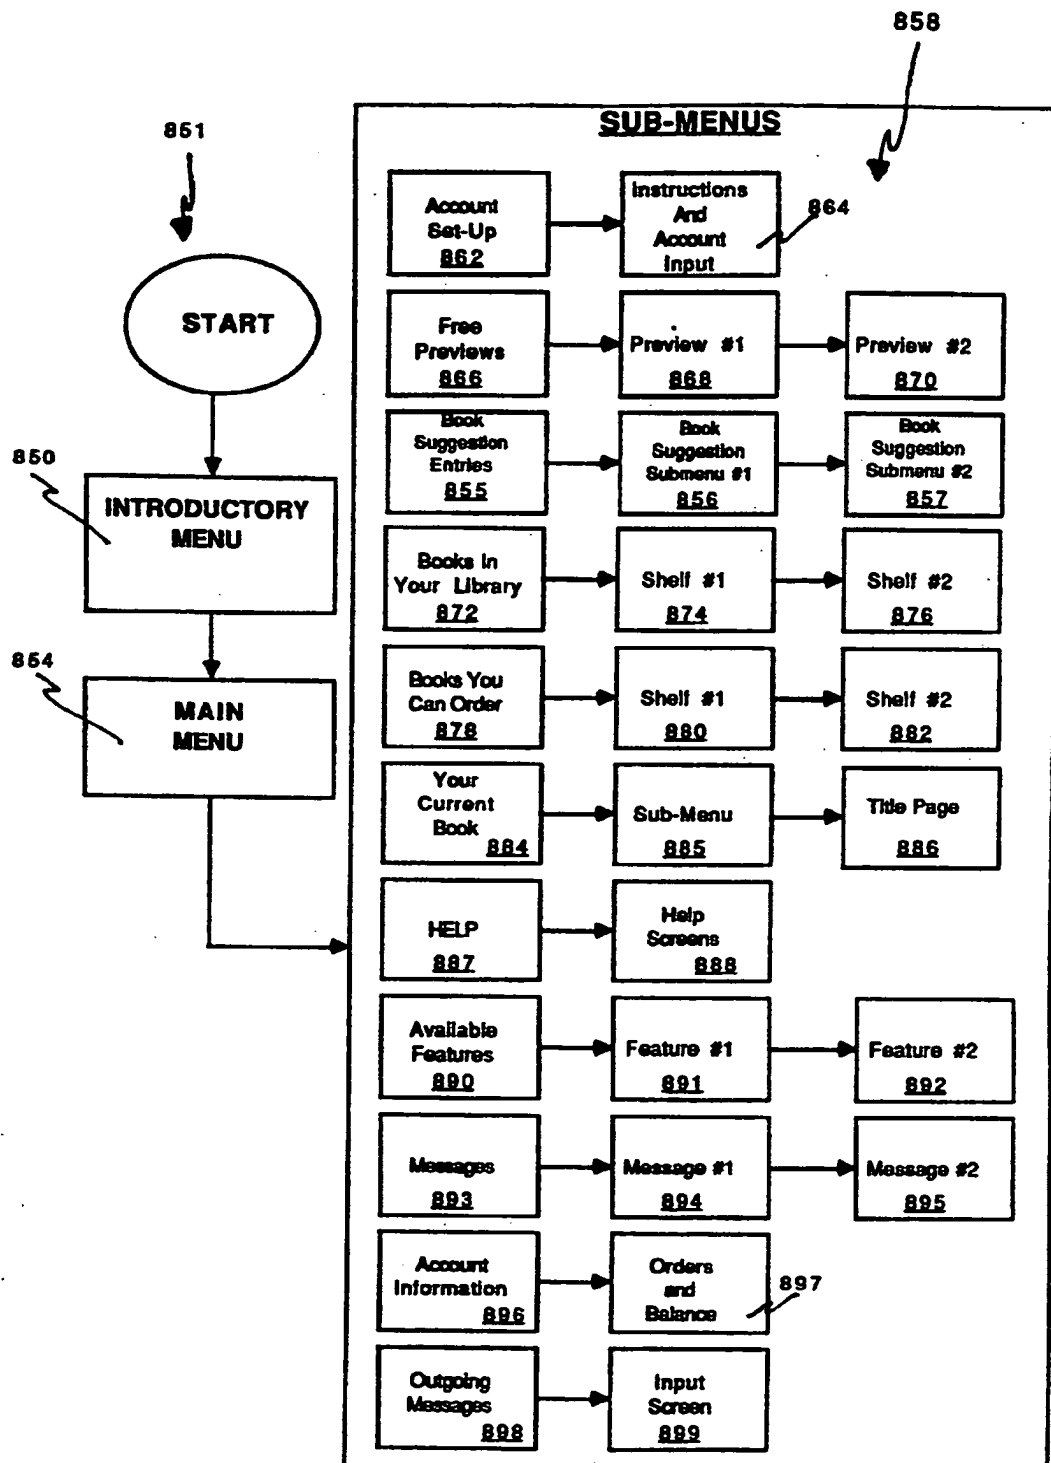 858
851
SUB-MENUS
Account
Set-Up
862
Instructions
And
Account
Input
864
START
Free
Previews
866
Preview #1
868
Preview #2
870
Book
Suggestion
Entries
855
Book
Suggestion
Submenu #1
856
Book
Suggestion
Submenu #2
857
850
INTRODUCTORY
MENU
Books In
Your Library
872
Shelf #1
874
Shelf #2
876
854
MAIN
MENU
Books You
Can Order
878
Shelf #1
880
Shelf #2
882
Your
Current
Book
884
Sub-Menu
885
Title Page
886
HELP
887
Help
Screens
888
Available
Features
890
Feature #1
891
Feature #2
892
Messages
893
Message #1
894
Message #2
895
Account
Information
896
Orders
and
Balance
897
Outgoing
Messages
898
Input
Screen
899